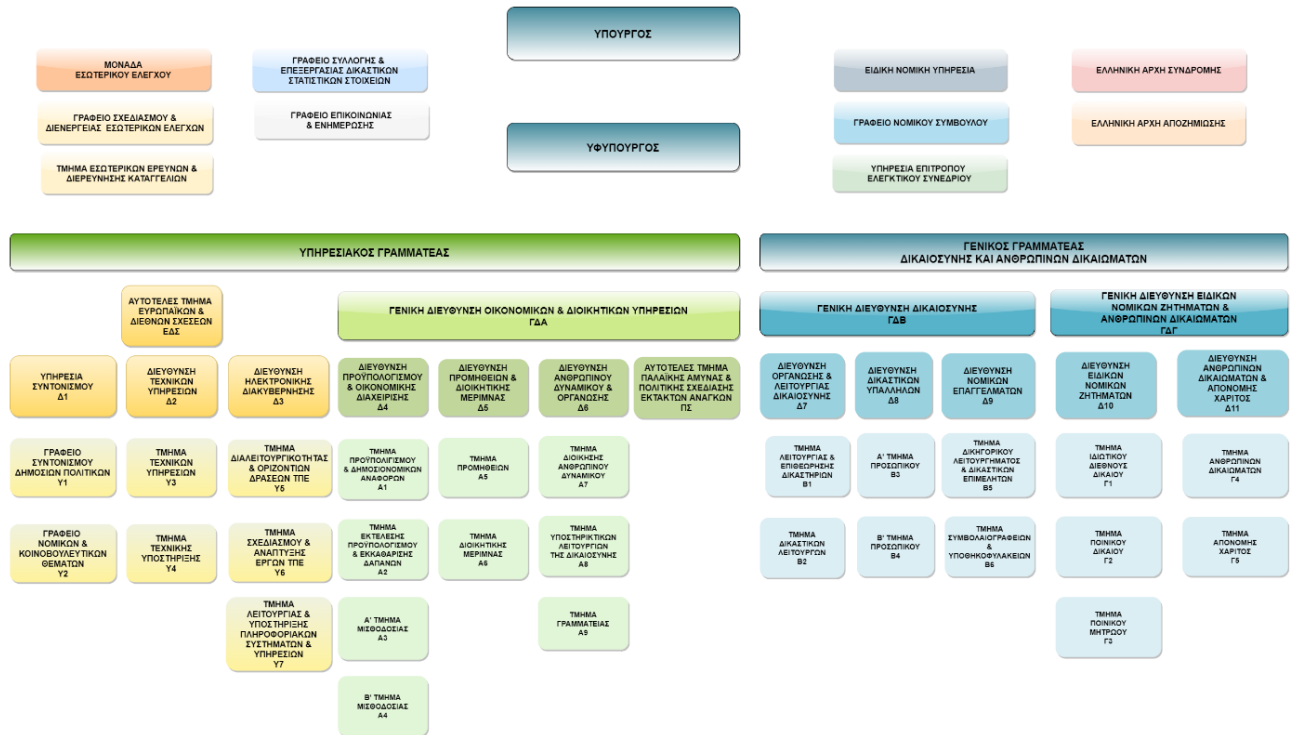 ΥΠΟΥΡΓΟΣ
ΜΟΝΑΔΑ
ΕΣΩΤΕΡΙΚΟΥ ΕΛΕΓΧΟΥ
ΓΡΑΦΕΙΟ ΣΥΛΛΟΓΗΣ &
ΕΠΕΞΕΡΓΑΣΙΑΣ ΔΙΚΑΣΤΙΚΩΝ
ΣΤΑΤΙΣΤΙΚΩΝ ΣΤΟΙΧΕΙΩΝ
ΕΙΔΙΚΗ ΝΟΜΙΚΗ ΥΠΗΡΕΣΙΑ
ΕΛΛΗΝΙΚΗ ΑΡΧΗ ΣΥΝΔΡΟΜΗΣ
ΓΡΑΦΕΙΟ ΣΧΕΔΙΑΣΜΟΥ &
ΔΙΕΝΕΡΓΕΙΑΣ ΕΣΩΤΕΡΙΚΩΝ ΕΛΕΓΧΩΝ
ΓΡΑΦΕΙΟ ΕΠΙΚΟΙΝΩΝΙΑΣ
& ΕΝΗΜΕΡΩΣΗΣ
ΓΡΑΦΕΙΟ ΝΟΜΙΚΟΥ ΣΥΜΒΟΥΛΟΥ
ΕΛΛΗΝΙΚΗ ΑΡΧΗ ΑΠΟΖΗΜΙΩΣΗΣ
ΥΦΥΠΟΥΡΓΟΣ
ΤΜΗΜΑ ΕΣΩΤΕΡΙΚΩΝ ΕΡΕΥΝΩΝ &
ΔΙΕΡΕΥΝΗΣΗΣ ΚΑΤΑΓΓΕΛΙΩΝ
ΥΠΗΡΕΣΙΑ ΕΠΙΤΡΟΠΟΥ
ΕΛΕΓΚΤΙΚΟΥ ΣΥΝΕΔΡΙΟΥ
ΥΠΗΡΕΣΙΑΚΟΣ ΓΡΑΜΜΑΤΕΑΣ
ΓΕΝΙΚΟΣ ΓΡΑΜΜΑΤΕΑΣ
ΔΙΚΑΙΟΣΥΝΗΣ ΚΑΙ ΑΝΘΡΩΠΙΝΩΝ ΔΙΚΑΙΩΜΑΤΩΝ
ΑΥΤΟΤΕΛΕΣ ΤΜΗΜΑ
ΕΥΡΩΠΑΪΚΩΝ &
ΔΙΕΘΝΩΝ ΣΧΕΣΕΩΝ
ΕΔΣ
ΓΕΝΙΚΗ ΔΙΕΥΘΥΝΣΗ ΟΙΚΟΝΟΜΙΚΩΝ & ΔΙΟΙΚΗΤΙΚΩΝ ΥΠΗΡΕΣΙΩΝ
ΓΔΑ
ΓΕΝΙΚΗ ΔΙΕΥΘΥΝΣΗ ΔΙΚΑΙΟΣΥΝΗΣ
ΓΔΒ
ΓΕΝΙΚΗ ΔΙΕΥΘΥΝΣΗ ΕΙΔΙΚΩΝ
ΝΟΜΙΚΩΝ ΖΗΤΗΜΑΤΩΝ &
ΑΝΘΡΩΠΙΝΩΝ ΔΙΚΑΙΩΜΑΤΩΝ
ΓΔΓ
ΥΠΗΡΕΣΙΑ
ΣΥΝΤΟΝΙΣΜΟΥ
Δ1
ΔΙΕΥΘΥΝΣΗ
ΤΕΧΝΙΚΩΝ
ΥΠΗΡΕΣΙΩΝ
Δ2
ΔΙΕΥΘΥΝΣΗ
ΗΛΕΚΤΡΟΝΙΚΗΣ
ΔΙΑΚΥΒΕΡΝΗΣΗΣ
Δ3
ΔΙΕΥΘΥΝΣΗ
ΠΡΟΫΠΟΛΟΓΙΣΜΟΥ
& ΟΙΚΟΝΟΜΙΚΗΣ
ΔΙΑΧΕΙΡΙΣΗΣ
Δ4
ΔΙΕΥΘΥΝΣΗ
ΠΡΟΜΗΘΕΙΩΝ &
ΔΙΟΙΚΗΤΙΚΗΣ
ΜΕΡΙΜΝΑΣ
Δ5
ΔΙΕΥΘΥΝΣΗ
ΑΝΘΡΩΠΙΝΟΥ
ΔΥΝΑΜΙΚΟΥ &
ΟΡΓΑΝΩΣΗΣ
Δ6
ΑΥΤΟΤΕΛΕΣ ΤΜΗΜΑ
ΠΑΛΑΪΚΗΣ ΑΜΥΝΑΣ &
ΠΟΛΙΤΙΚΗΣ ΣΧΕΔΙΑΣΗΣ
ΕΚΤΑΚΤΩΝ ΑΝΑΓΚΩΝ
ΠΣ
ΔΙΕΥΘΥΝΣΗ
ΟΡΓΑΝΩΣΗΣ &
ΛΕΙΤΟΥΡΓΙΑΣ
ΔΙΚΑΙΟΣΥΝΗΣ
Δ7
ΔΙΕΥΘΥΝΣΗ
ΔΙΚΑΣΤΙΚΩΝ
ΥΠΑΛΛΗΛΩΝ
Δ8
ΔΙΕΥΘΥΝΣΗ
ΝΟΜΙΚΩΝ
ΕΠΑΓΓΕΛΜΑΤΩΝ
Δ9
ΔΙΕΥΘΥΝΣΗ
ΕΙΔΙΚΩΝ
ΝΟΜΙΚΩΝ
ΖΗΤΗΜΑΤΩΝ
Δ10
ΔΙΕΥΘΥΝΣΗ
ΑΝΘΡΩΠΙΝΩΝ
ΔΙΚΑΙΩΜΑΤΩΝ &
ΑΠΟΝΟΜΗΣ
ΧΑΡΙΤΟΣ
Δ11
ΓΡΑΦΕΙΟ
ΣΥΝΤΟΝΙΣΜΟΥ
ΔΗΜΟΣΙΩΝ ΠΟΛΙΤΙΚΩΝ
Υ1
ΤΜΗΜΑ
ΤΕΧΝΙΚΩΝ
ΥΠΗΡΕΣΙΩΝ
Υ3
ΤΜΗΜΑ
ΔΙΑΛΕΙΤΟΥΡΓΙΚΟΤΗΤΑΣ
& ΟΡΙΖΟΝΤΙΩΝ
ΔΡΑΣΕΩΝ ΤΠΕ
Υ5
ΤΜΗΜΑ
ΠΡΟΫΠΟΛΙΓΙΣΜΟΥ
& ΔΗΜΟΣΙΟΝΟΜΙΚΩΝ
ΑΝΑΦΟΡΩΝ
Α1
ΤΜΗΜΑ
ΠΡΟΜΗΘΕΙΩΝ
Α5
ΤΜΗΜΑ
ΔΙΟΙΚΗΣΗΣ
ΑΝΘΡΩΠΙΝΟΥ
ΔΥΝΑΜΙΚΟΥ
Α7
ΤΜΗΜΑ
ΛΕΙΤΟΥΡΓΙΑΣ &
ΕΠΙΘΕΩΡΗΣΗΣ
ΔΙΚΑΣΤΗΡΙΩΝ
Β1
Α' ΤΜΗΜΑ
ΠΡΟΣΩΠΙΚΟΥ
Β3
ΤΜΗΜΑ
ΔΙΚΗΓΟΡΙΚΟΥ
ΛΕΙΤΟΥΡΓΗΜΑΤΟΣ
& ΔΙΚΑΣΤΙΚΩΝ
ΕΠΙΜΕΛΗΤΩΝ
Β5
ΤΜΗΜΑ
ΙΔΙΩΤΙΚΟΥ
ΔΙΕΘΝΟΥΣ
ΔΙΚΑΙΟΥ
Γ1
ΤΜΗΜΑ
ΑΝΘΡΩΠΙΝΩΝ
ΔΙΚΑΙΩΜΑΤΩΝ
Γ4
ΓΡΑΦΕΙΟ
ΝΟΜΙΚΩΝ &
ΚΟΙΝΟΒΟΥΛΕΥΤΙΚΩΝ
ΘΕΜΑΤΩΝ
Υ2
ΤΜΗΜΑ
ΤΕΧΝΙΚΗΣ
ΥΠΟΣΤΗΡΙΞΗΣ
Υ4
ΤΜΗΜΑ
ΣΧΕΔΙΑΣΜΟΥ &
ΑΝΑΠΤΥΞΗΣ
ΕΡΓΩΝ ΤΠΕ
Υ6
ΤΜΗΜΑ
ΕΚΤΕΛΕΣΗΣ
ΠΡΟΫΠΟΛΟΓΙΣΜΟΥ
& ΕΚΚΑΘΑΡΙΣΗΣ
ΔΑΠΑΝΩΝ
Α2
ΤΜΗΜΑ
ΔΙΟΙΚΗΤΙΚΗΣ
ΜΕΡΙΜΝΑΣ
Α6
ΤΜΗΜΑ
ΥΠΟΣΤΗΡΙΚΤΙΚΩΝ
ΛΕΙΤΟΥΡΓΙΩΝ
ΤΗΣ ΔΙΚΑΙΟΣΥΝΗΣ
Α8
ΤΜΗΜΑ
ΔΙΚΑΣΤΙΚΩΝ
ΛΕΙΤΟΥΡΓΩΝ
Β2
Β' ΤΜΗΜΑ
ΠΡΟΣΩΠΙΚΟΥ
Β4
ΤΜΗΜΑ
ΣΥΜΒΟΛΑΙΟΓΡΑΦΕΙΩΝ
&
ΥΠΟΘΗΚΟΦΥΛΑΚΕΙΩΝ
Β6
ΤΜΗΜΑ
ΠΟΙΝΙΚΟΥ
ΔΙΚΑΙΟΥ
Γ2
ΤΜΗΜΑ
ΑΠΟΝΟΜΗΣ
ΧΑΡΙΤΟΣ
Γ5
ΤΜΗΜΑ
ΛΕΙΤΟΥΡΓΙΑΣ &
ΥΠΟΣΤΗΡΙΞΗΣ
ΠΛΗΡΟΦΟΡΙΑΚΩΝ
ΣΥΣΤΗΜΑΤΩΝ &
ΥΠΗΡΕΣΙΩΝ
Υ7
Α' ΤΜΗΜΑ
ΜΙΣΘΟΔΟΣΙΑΣ
Α3
ΤΜΗΜΑ
ΓΡΑΜΜΑΤΕΙΑΣ
Α9
ΤΜΗΜΑ
ΠΟΙΝΙΚΟΥ
ΜΗΤΡΩΟΥ
Γ3
Β' ΤΜΗΜΑ
ΜΙΣΘΟΔΟΣΙΑΣ
Α4